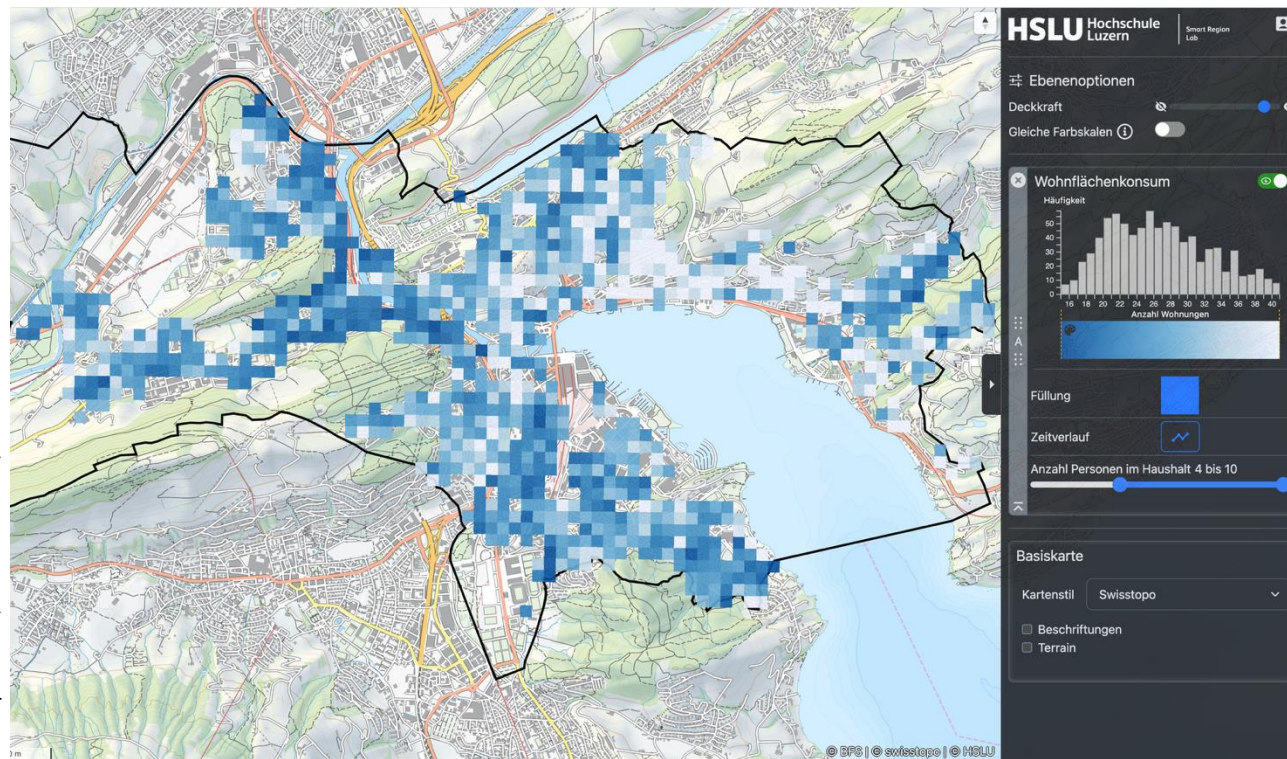 HSLU Hochschule
Luzern
Smart Region
Lab
Ebenenoptionen
Deckkraft
Gleiche Farbskalen
Wohnflächenkonsum
Häufigkeit
50
40
30
20
10
0
16 18 20 22 24 26 28 30 32 34 36 38 40
Anzahl Wohnungen
A
Füllung
Zeitverlauf
Anzahl Personen im Haushalt 4 bis 10
Basiskarte
Kartenstil Swisstopo
Beschriftungen
Terrain
© BFS | © swisstopo | © HSLU